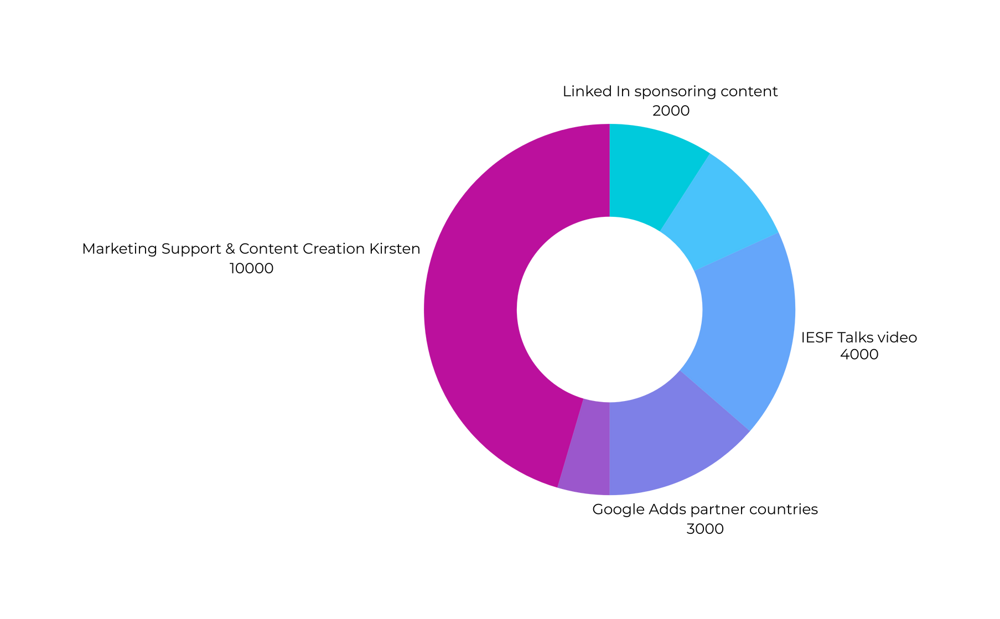 Linked In sponsoring content
2000
Marketing Support & Content Creation Kirsten
10000
IESF Talks video
4000
Google Adds partner countries
3000